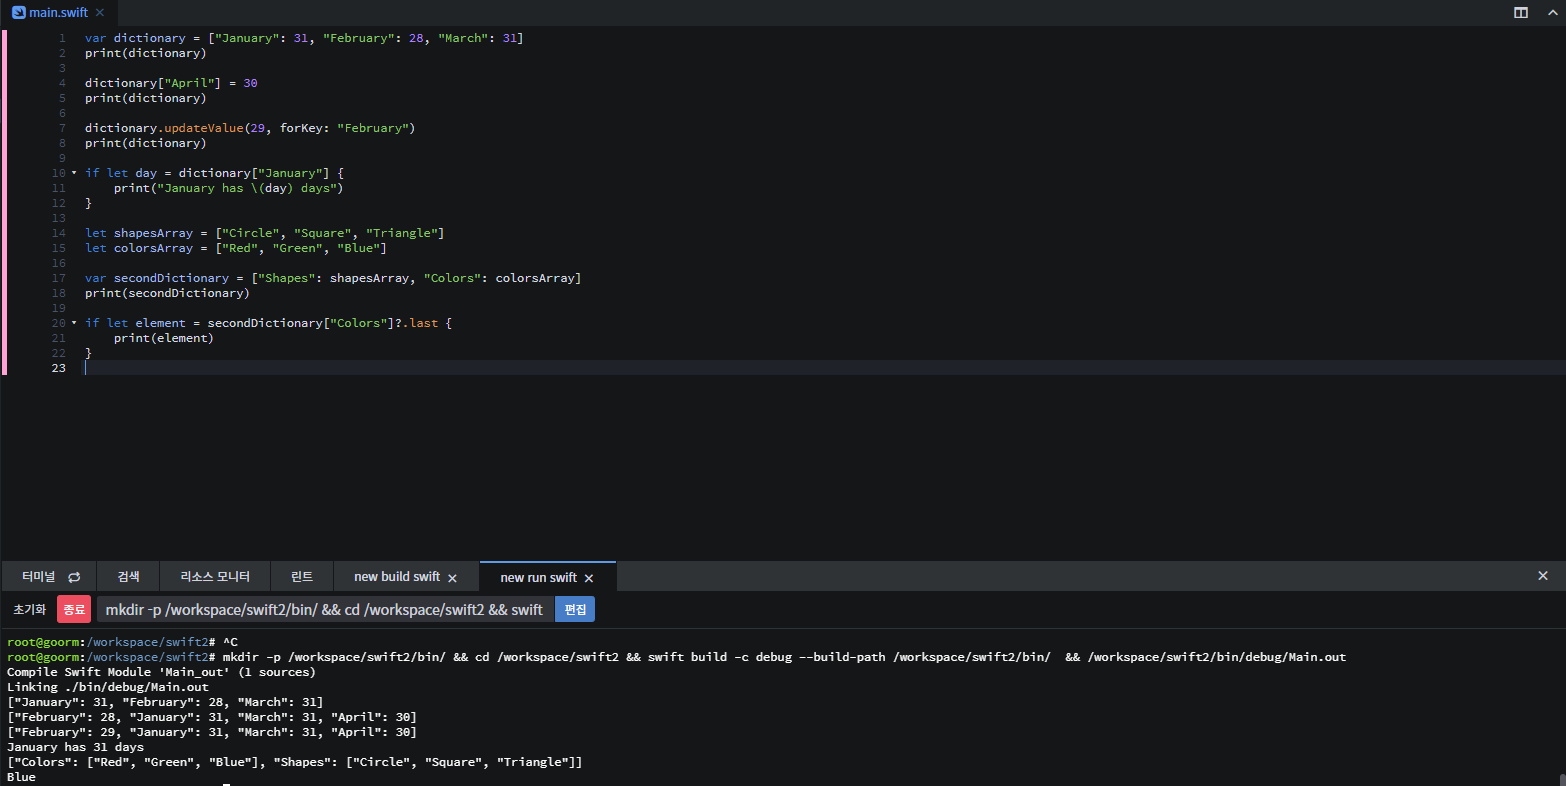 main.swift ×
1 var dictionary = ["January": 31, "February": 28, "March": 31]
2 print(dictionary)
3
4 dictionary["April"] = 30
5 print(dictionary)
6
7 dictionary.updateValue(29, forKey: "February")
8 print(dictionary)
9
10 if let day = dictionary["January"] {
11     print("January has \(day) days")
12 }
13
14 let shapesArray = ["Circle", "Square", "Triangle"]
15 let colorsArray = ["Red", "Green", "Blue"]
16
17 var secondDictionary = ["Shapes": shapesArray, "Colors": colorsArray]
18 print(secondDictionary)
19
20 if let element = secondDictionary["Colors"]?.last {
21     print(element)
22 }
23
터미널 검색 리소스 모니터 린트 new build swift × new run swift ×
초기화 종료 mkdir -p /workspace/swift2/bin/ && cd /workspace/swift2 && swift 편집
root@goorm:/workspace/swift2# ^C
root@goorm:/workspace/swift2# mkdir -p /workspace/swift2/bin/ && cd /workspace/swift2 && swift build -c debug --build-path /workspace/swift2/bin/  && /workspace/swift2/bin/debug/Main.out
Compile Swift Module 'Main_out' (1 sources)
Linking ./bin/debug/Main.out
["January": 31, "February": 28, "March": 31]
["February": 28, "January": 31, "March": 31, "April": 30]
["February": 29, "January": 31, "March": 31, "April": 30]
January has 31 days
["Colors": ["Red", "Green", "Blue"], "Shapes": ["Circle", "Square", "Triangle"]]
Blue